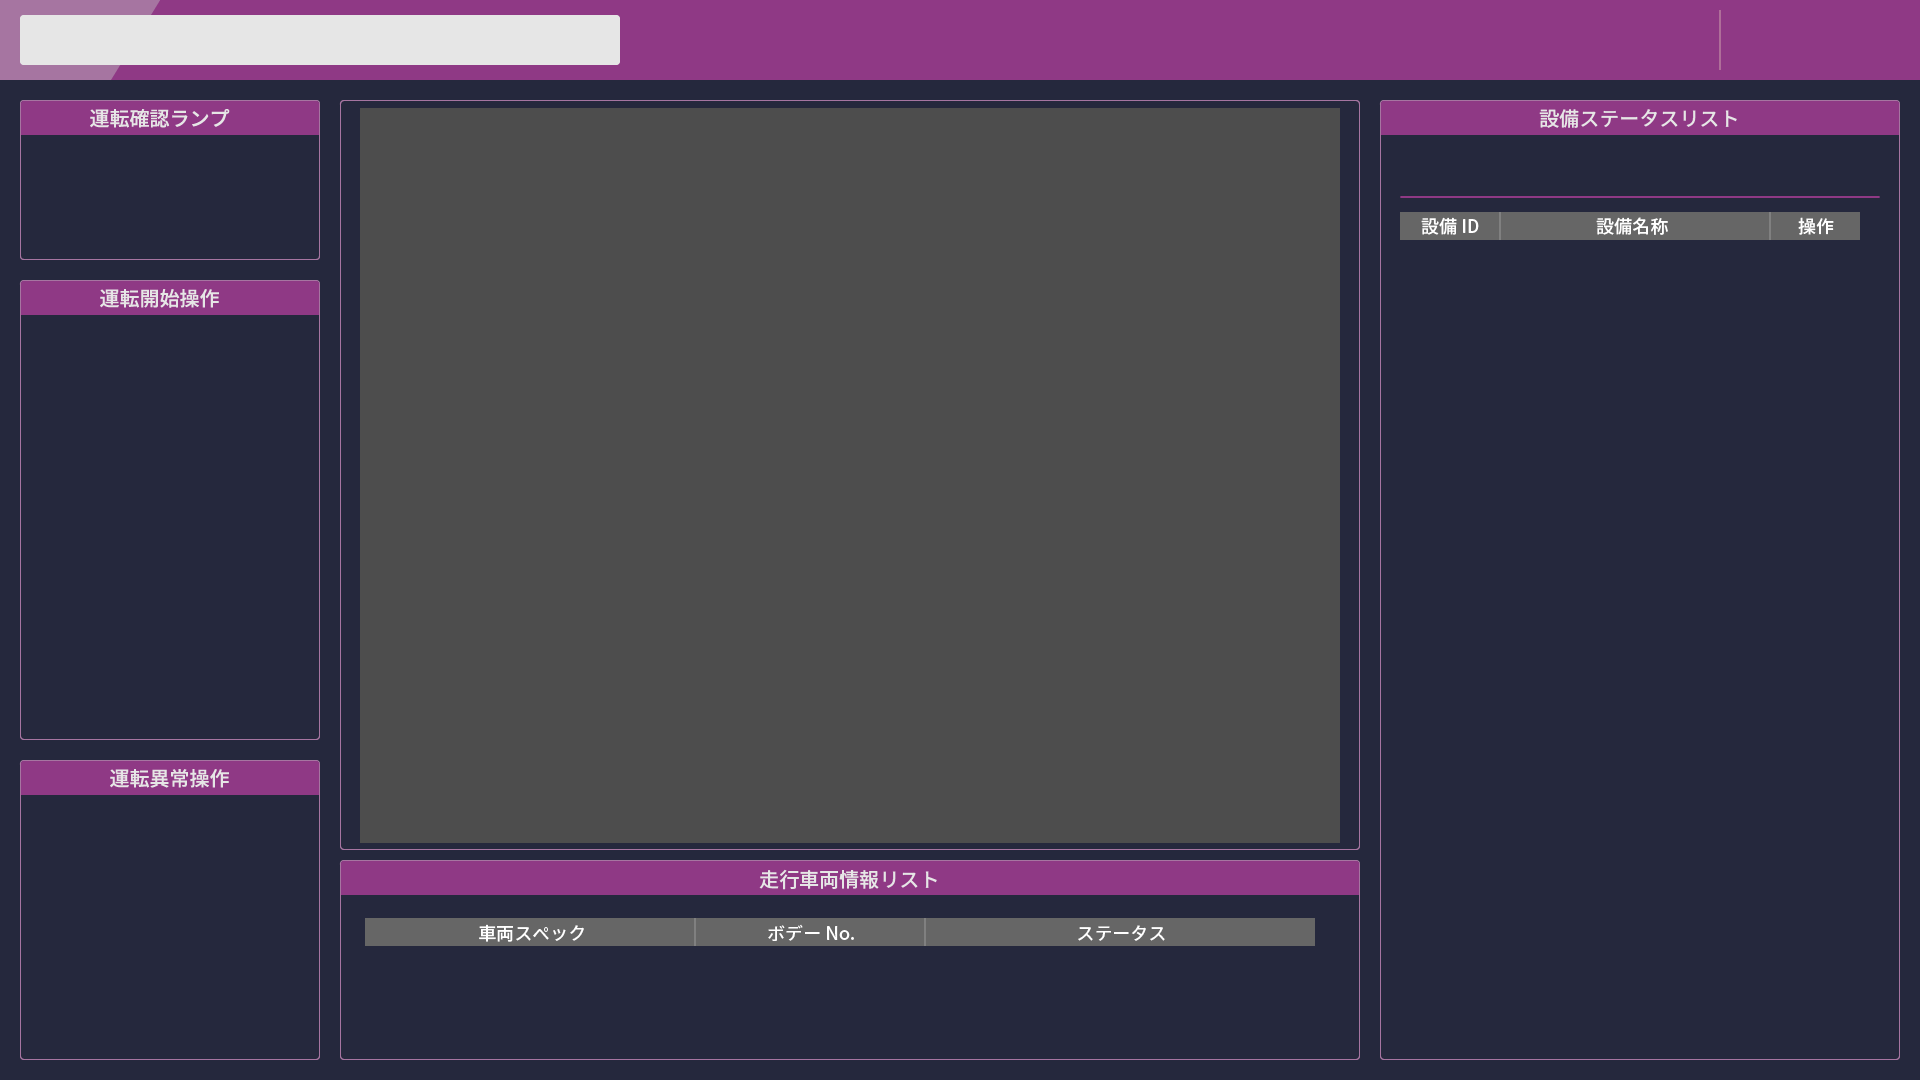 運転確認ランプ
運転開始操作
運転異常操作
走行車両情報リスト
車両スペック ボデー No. ステータス
設備ステータスリスト
設備 ID 設備名称 操作